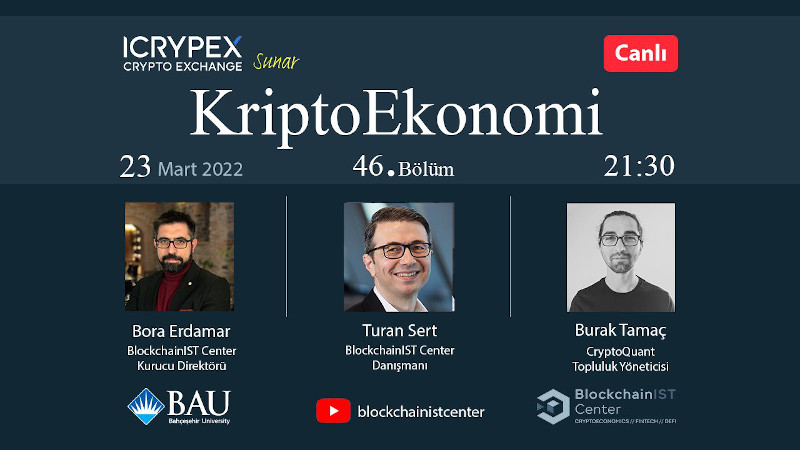 ICRYPEX
CRYPTO EXCHANGE
Sunar
Canlı
KriptoEkonomi
23 Mart 2022
46. Bölüm
21:30
Bora Erdamar
BlockchainIST Center
Kurucu Direktörü
Turan Sert
BlockchainIST Center
Danışmanı
Burak Tamaç
CryptoQuant
Topluluk Yöneticisi
BAU
Bahçeşehir University
blockchainistcenter
BlockchainIST
Center
CRYPTOECONOMICS // FINTECH // DEFI